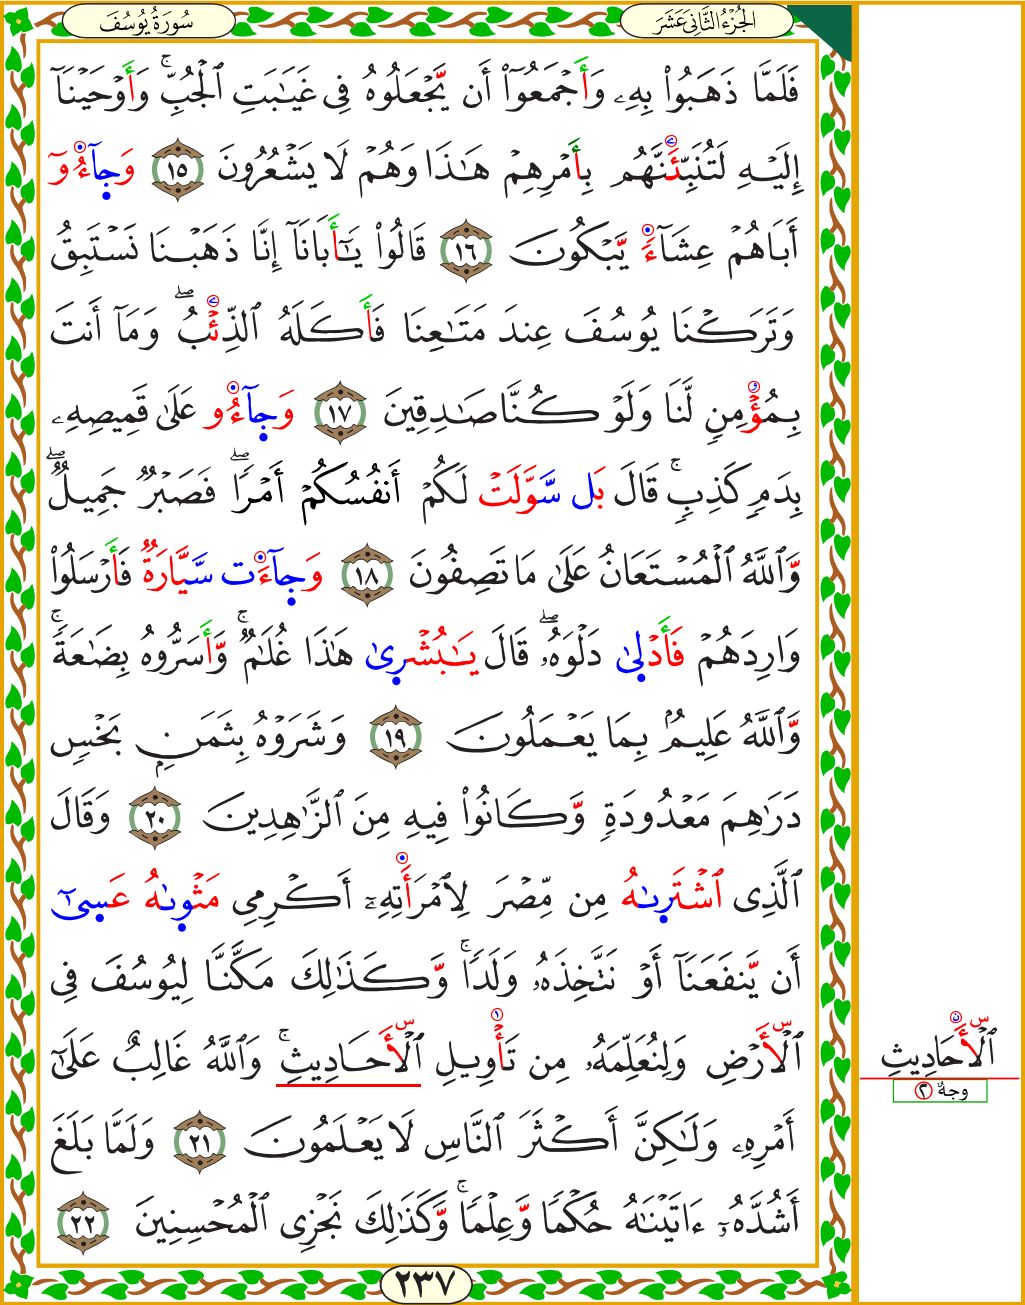 سُورَةُ يُوسُفَ
الجُزْءُ الثَّانِي عَشَرَ
فَلَمَّا ذَهَبُوا۟ بِهِۦ وَأَجْمَعُوٓا۟ أَن يَّجْعَلُوهُ فِى غَيَـٰبَتِ ٱلْجُبِّ ۚ وَأَوْحَيْنَآ
إِلَيْهِ لَتُنَبِّئَنَّهُم بِأَمْرِهِمْ هَـٰذَا وَهُمْ لَا يَشْعُرُونَ ١٥ وَجَآءُوٓ
أَبَاهُمْ عِشَآءً يَّبْكُونَ ١٦ قَالُوا۟ يَـٰٓأَبَانَآ إِنَّا ذَهَبْنَا نَسْتَبِقُ
وَتَرَكْنَا يُوسُفَ عِندَ مَتَـٰعِنَا فَأَكَلَهُ ٱلذِّئْبُ ۖ وَمَآ أَنتَ
بِمُؤْمِنٍ لَّنَا وَلَوْ كُنَّا صَـٰدِقِينَ ١٧ وَجَآءُو عَلَىٰ قَمِيصِهِۦ
بِدَمٍ كَذِبٍ ۚ قَالَ بَل سَّوَّلَتْ لَكُمْ أَنفُسُكُمْ أَمْرًا ۖ فَصَبْرٌ جَمِيلٌ ۖ
وَّٱللَّهُ ٱلْمُسْتَعَانُ عَلَىٰ مَا تَصِفُونَ ١٨ وَجَآءَت سَّيَّارَةٌ فَأَرْسَلُوا۟
وَارِدَهُمْ فَأَدْلَىٰ دَلْوَهُۥ ۖ قَالَ يَـٰبُشْرَىٰ هَـٰذَا غُلَـٰمٌ ۚ وَّأَسَرُّوهُ بِضَـٰعَةً ۚ
وَّٱللَّهُ عَلِيمٌۢ بِمَا يَعْمَلُونَ ١٩ وَشَرَوْهُ بِثَمَنٍۭ بَخْسٍ
دَرَٰهِمَ مَعْدُودَةٍ وَّكَانُوا۟ فِيهِ مِنَ ٱلزَّٰهِدِينَ ٢٠ وَقَالَ
ٱلَّذِى ٱشْتَرَىٰهُ مِن مِّصْرَ لِٱمْرَأَتِهِۦٓ أَكْرِمِى مَثْوَىٰهُ عَسَىٰٓ
أَن يَّنفَعَنَآ أَوْ نَتَّخِذَهُۥ وَلَدًا ۚ وَّكَذَٰلِكَ مَكَّنَّا لِيُوسُفَ فِى
ٱلْأَرْضِ وَلِنُعَلِّمَهُۥ مِن تَأْوِيلِ ٱلْأَحَادِيثِ ۚ وَٱللَّهُ غَالِبٌ عَلَىٰٓ
أَمْرِهِۦ وَلَـٰكِنَّ أَكْثَرَ ٱلنَّاسِ لَا يَعْلَمُونَ ٢١ وَلَمَّا بَلَغَ
أَشُدَّهُۥٓ ءَاتَيْنَـٰهُ حُكْمًا وَّعِلْمًا ۚ وَّكَذَٰلِكَ نَجْزِى ٱلْمُحْسِنِينَ ٢٢
ٱلْأَحَادِيثِ
وجهٌ ٢
٢٣٧